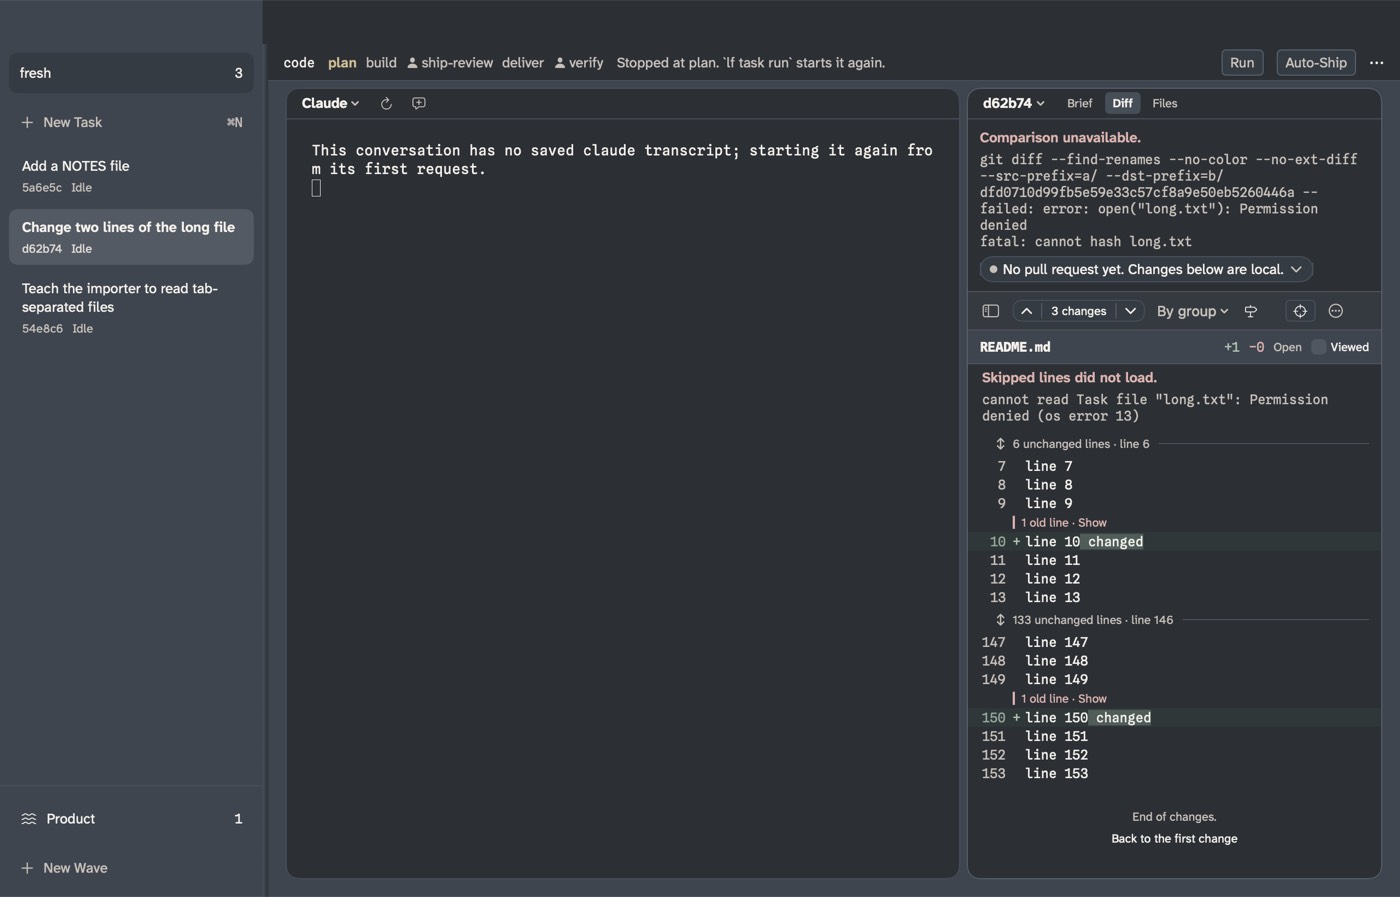 fresh 3
New Task ⌘N
Add a NOTES file
5a6e5c Idle
Change two lines of the long file
d62b74 Idle
Teach the importer to read tab-
separated files
54e8c6 Idle
Product 1
New Wave
code plan build ship-review deliver verify Stopped at plan. `lf task run` starts it again. Run Auto-Ship
Claude
This conversation has no saved claude transcript; starting it again fro
m its first request.
d62b74 Brief Diff Files
Comparison unavailable.
git diff --find-renames --no-color --no-ext-diff
--src-prefix=a/ --dst-prefix=b/
dfd0710d99fb5e59e33c57cf8a9e50eb5260446a --
failed: error: open("long.txt"): Permission
denied
fatal: cannot hash long.txt
No pull request yet. Changes below are local.
3 changes By group
README.md +1 −0 Open Viewed
Skipped lines did not load.
cannot read Task file "long.txt": Permission
denied (os error 13)
6 unchanged lines · line 6
7 line 7
8 line 8
9 line 9
1 old line · Show
10 + line 10 changed
11 line 11
12 line 12
13 line 13
133 unchanged lines · line 146
147 line 147
148 line 148
149 line 149
1 old line · Show
150 + line 150 changed
151 line 151
152 line 152
153 line 153
End of changes.
Back to the first change